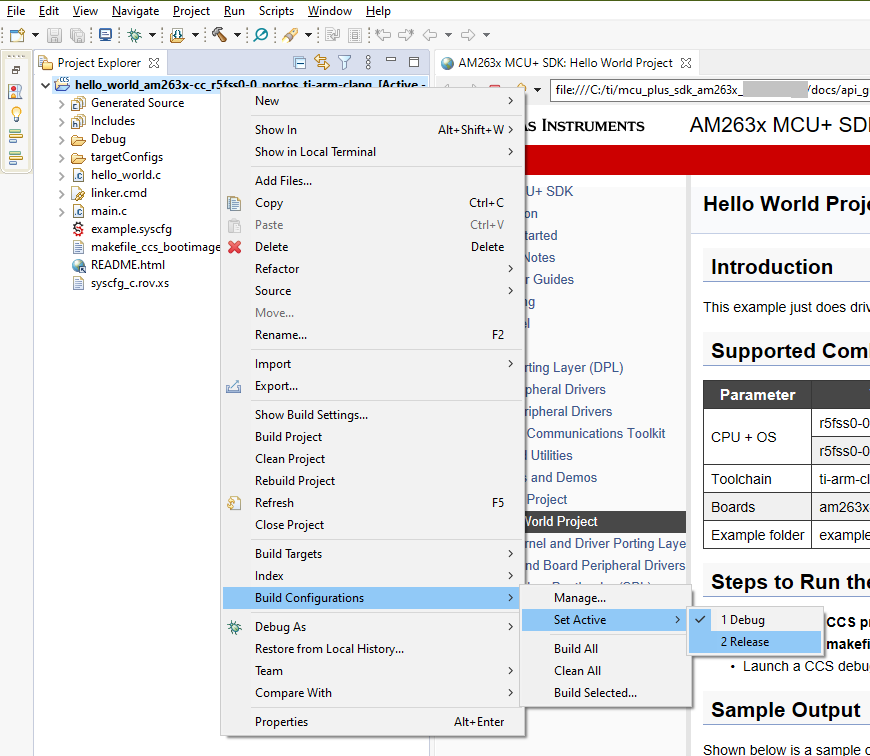 File Edit View Navigate Project Run Scripts Window Help
Project Explorer
AM263x MCU+ SDK: Hello World Project
hello_world_am263x-cc_r5fss0-0_nortos_ti-arm-clang [Active -
Generated Source
Includes
Debug
targetConfigs
hello_world.c
linker.cmd
main.c
example.syscfg
makefile_ccs_bootimage
README.html
syscfg_c.rov.xs
New
Show In Alt+Shift+W
Show in Local Terminal
Add Files...
Copy Ctrl+C
Paste Ctrl+V
Delete Delete
Refactor
Source
Move...
Rename... F2
Import
Export...
Show Build Settings...
Build Project
Clean Project
Rebuild Project
Refresh F5
Close Project
Build Targets
Index
Build Configurations
Debug As
Restore from Local History...
Team
Compare With
Properties Alt+Enter
Manage...
Set Active
Build All
Clean All
Build Selected...
1 Debug
2 Release
file:///C:/ti/mcu_plus_sdk_am263x_ /docs/api_g
AS INSTRUMENTS
AM263x MCU+ SD
U+ SDK
on
tarted
Notes
r Guides
ng
el
rting Layer (DPL)
ipheral Drivers
ripheral Drivers
Communications Toolkit
l Utilities
s and Demos
Project
World Project
rnel and Driver Porting Laye
nd Board Peripheral Drivers
Hello World Proje
Introduction
This example just does driv
Supported Com
Parameter
CPU + OS
r5fss0-0
r5fss0-0
Toolchain ti-arm-cl
Boards am263x
Example folder example
Steps to Run the
CCS pr
makefi
• Launch a CCS debu
Sample Output
Shown below is a sample o